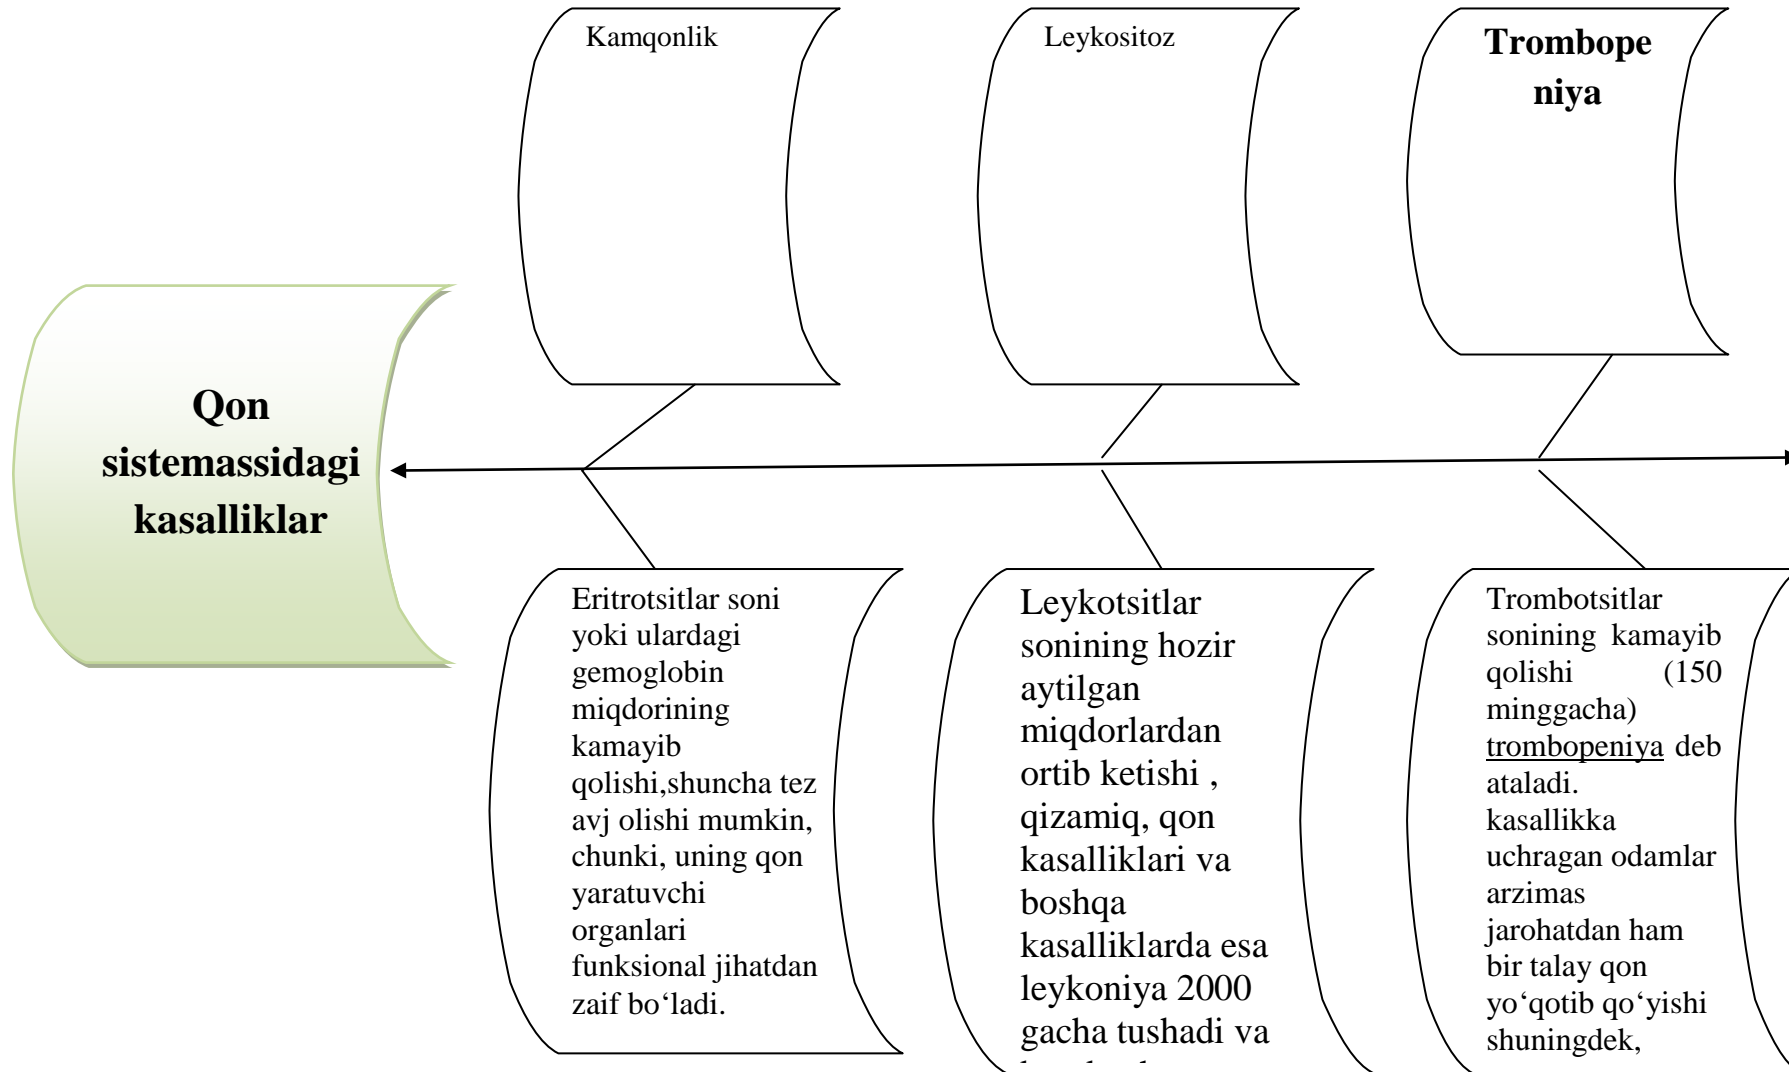 Kamqonlik
Leykositoz
Trombope
niya
Qon
sistemassidagi
kasalliklar
Eritrotsitlar soni
yoki ulardagi
gemoglobin
miqdorining
kamayib
qolishi,shuncha tez
avj olishi mumkin,
chunki, uning qon
yaratuvchi
organlari
funksional jihatdan
zaif bo‘ladi.
Leykotsitlar
sonining hozir
aytilgan
miqdorlardan
ortib ketishi ,
qizamiq, qon
kasalliklari va
boshqa
kasalliklarda esa
leykoniya 2000
gacha tushadi va
Trombotsitlar
sonining kamayib
qolishi (150
minggacha)
trombopeniya deb
ataladi.
kasallikka
uchragan odamlar
arzimas
jarohatdan ham
bir talay qon
yo‘qotib qo‘yishi
shuningdek,